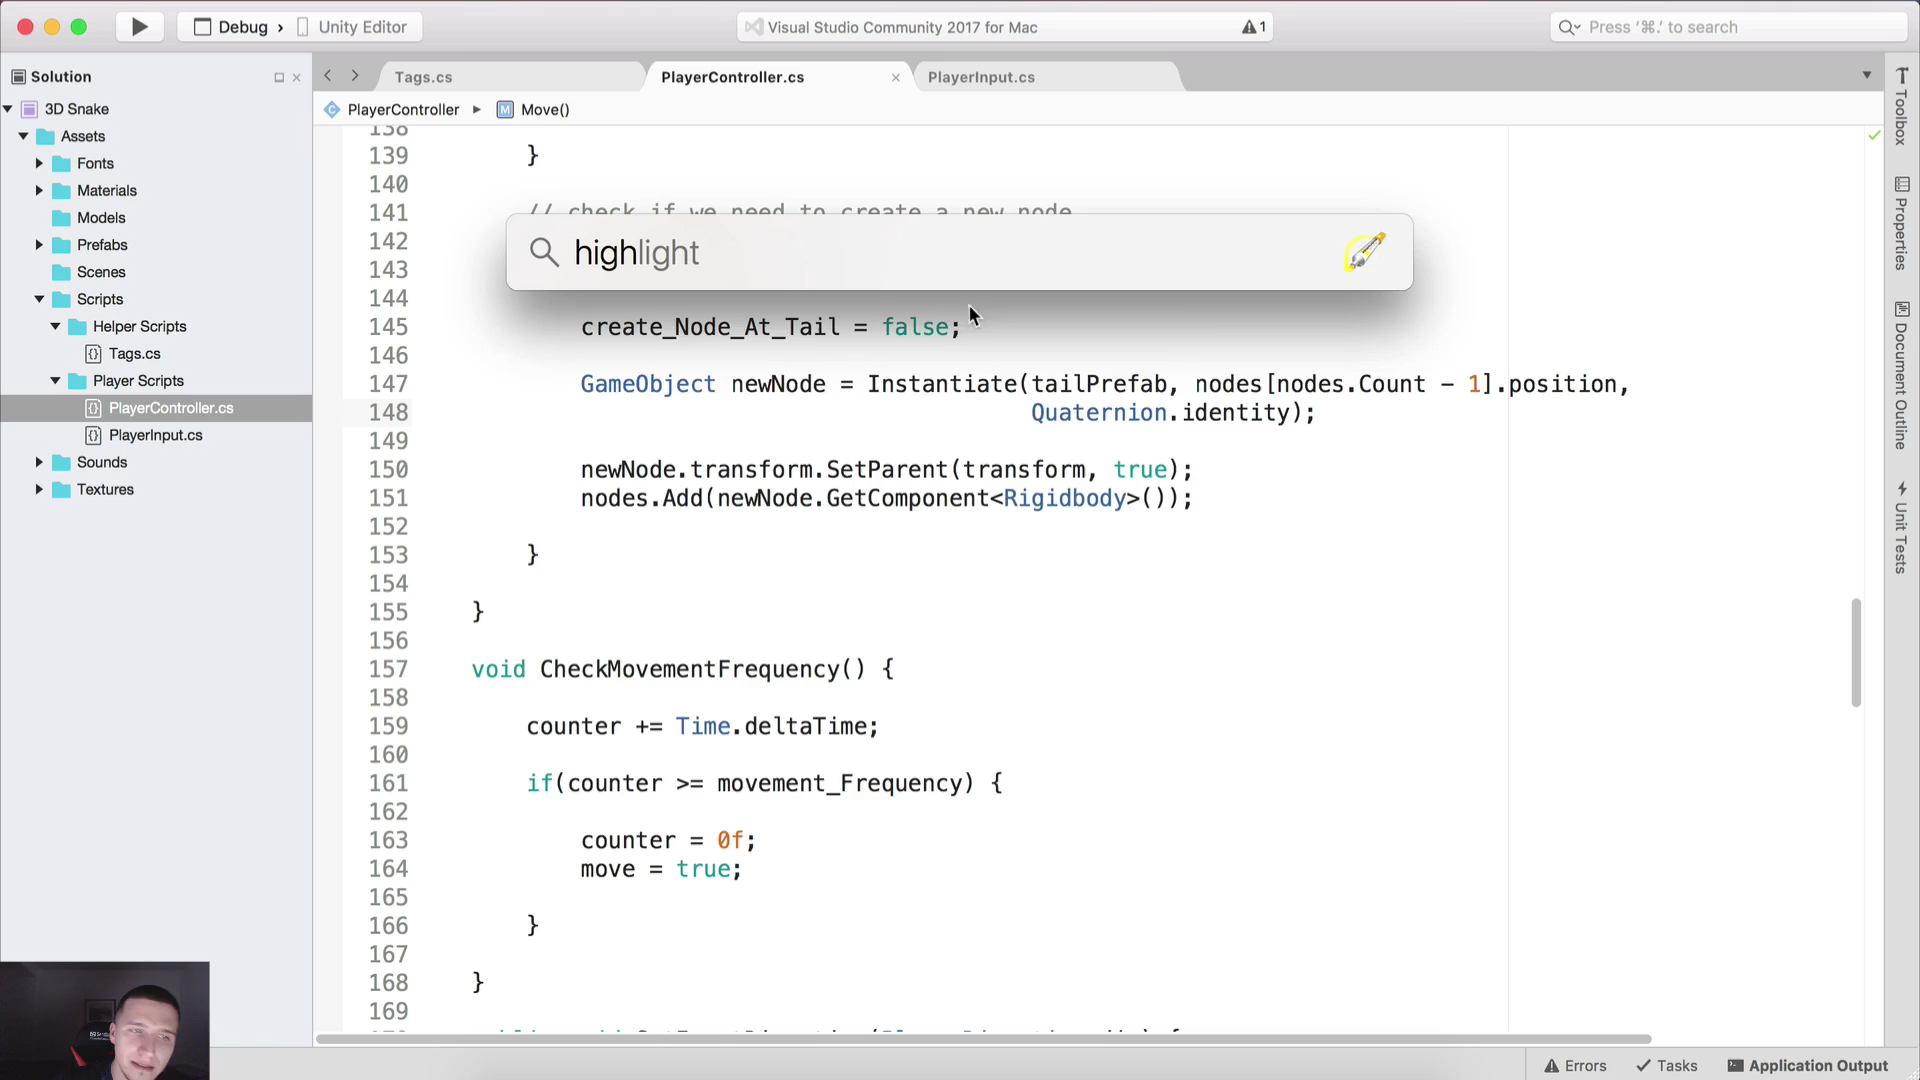 Debug › Unity Editor
Visual Studio Community 2017 for Mac
1
Press ‘⌘.’ to search
Solution
3D Snake
Assets
Fonts
Materials
Models
Prefabs
Scenes
Scripts
Helper Scripts
Tags.cs
Player Scripts
PlayerController.cs
PlayerInput.cs
Sounds
Textures
Tags.cs
PlayerController.cs
PlayerInput.cs
PlayerController
Move()
138
139 }
140
141 // check if we need to create a new node
142
143
highlight
144
145 create_Node_At_Tail = false;
146
147 GameObject newNode = Instantiate(tailPrefab, nodes[nodes.Count - 1].position,
148 Quaternion.identity);
149
150 newNode.transform.SetParent(transform, true);
151 nodes.Add(newNode.GetComponent<Rigidbody>());
152
153 }
154
155 }
156
157 void CheckMovementFrequency() {
158
159 counter += Time.deltaTime;
160
161 if(counter >= movement_Frequency) {
162
163 counter = 0f;
164 move = true;
165
166 }
167
168 }
169
Toolbox
Properties
Document Outline
Unit Tests
Errors
Tasks
Application Output